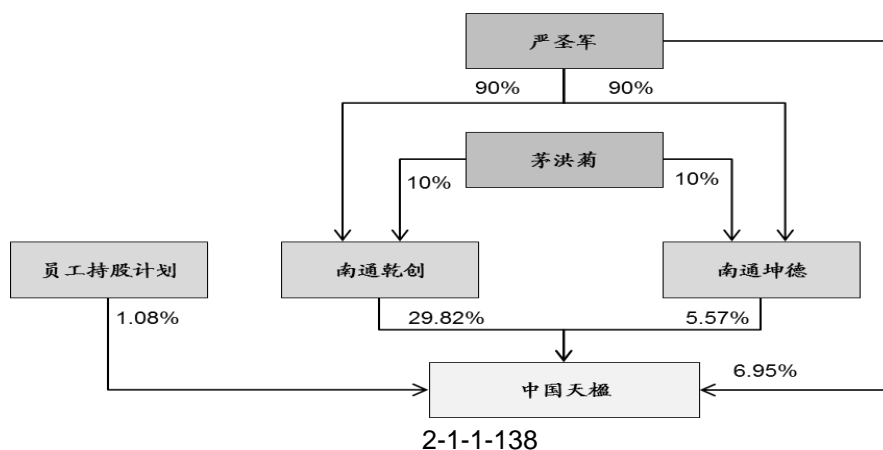 严圣军
90%
90%
茅洪菊
10%
10%
员工持股计划
南通乾创
南通坤德
1.08%
29.82%
5.57%
6.95%
中国天楹
2-1-1-138